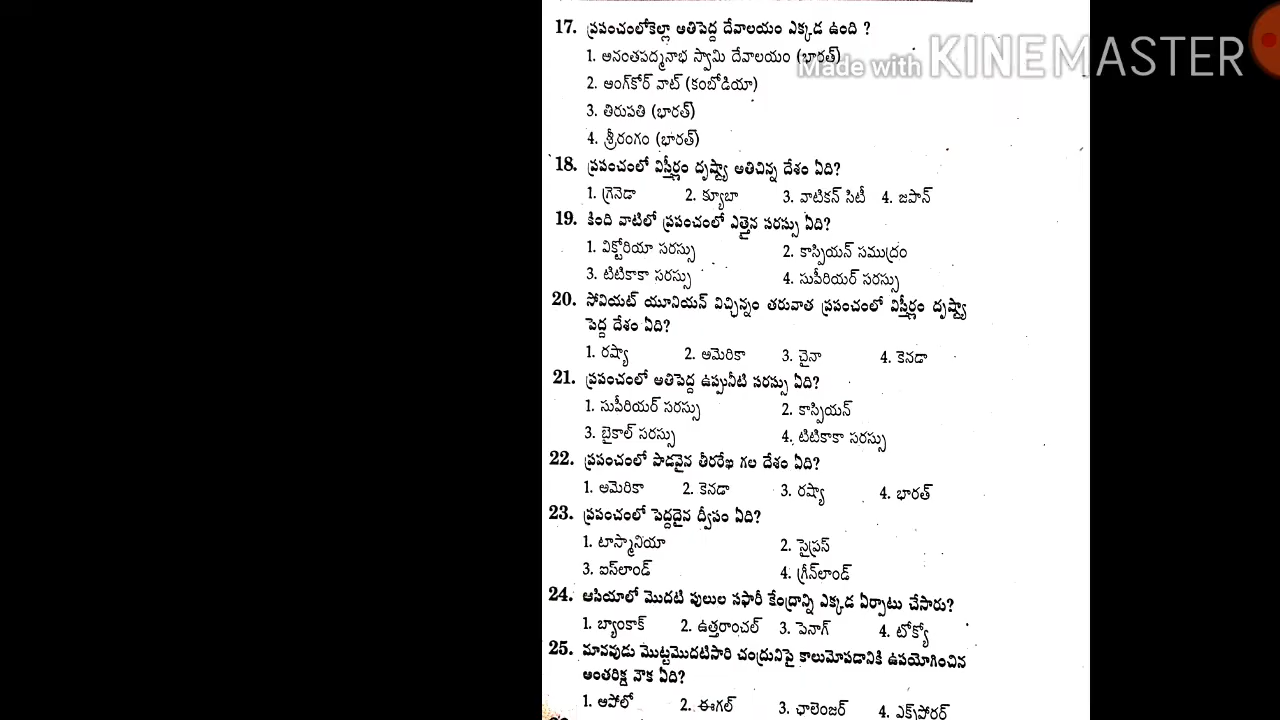 17. ప్రపంచంలోకెల్లా అతిపెద్ద దేవాలయం ఎక్కడ ఉంది ?
1. అనంతపద్మనాభ స్వామి దేవాలయం (భారత్)
Made with KINEMASTER
2. అంగ్‌కోర్ వాట్ (కంబోడియా)
3. తిరుపతి (భారత్)
4. శ్రీరంగం (భారత్)
18. ప్రపంచంలో విస్తీర్ణం దృష్ట్యా అతిచిన్న దేశం ఏది?
1. గ్రెనెడా 2. క్యూబా 3. వాటికన్ సిటీ 4. జపాన్
19. కింది వాటిలో ప్రపంచంలో ఎత్తైన సరస్సు ఏది?
1. విక్టోరియా సరస్సు 2. కాస్పియన్ సముద్రం
3. టిటికాకా సరస్సు 4. సుపీరియర్ సరస్సు
20. సోవియట్ యూనియన్ విచ్ఛిన్నం తరువాత ప్రపంచంలో విస్తీర్ణం దృష్ట్యా
పెద్ద దేశం ఏది?
1. రష్యా 2. అమెరికా 3. చైనా 4. కెనడా
21. ప్రపంచంలో అతిపెద్ద ఉప్పునీటి సరస్సు ఏది?
1. సుపీరియర్ సరస్సు 2. కాస్పియన్
3. బైకాల్ సరస్సు 4. టిటికాకా సరస్సు
22. ప్రపంచంలో పొడవైన తీరరేఖ గల దేశం ఏది?
1. అమెరికా 2. కెనడా 3. రష్యా 4. భారత్
23. ప్రపంచంలో పెద్దదైన ద్వీపం ఏది?
1. టాస్మానియా 2. సైప్రస్
3. ఐస్‌లాండ్ 4. గ్రీన్‌లాండ్
24. ఆసియాలో మొదటి పులుల సఫారీ కేంద్రాన్ని ఎక్కడ ఏర్పాటు చేసారు?
1. బ్యాంకాక్ 2. ఉత్తరాంచల్ 3. పెనాగ్ 4. టోక్యో
25. మానవుడు మొట్టమొదటిసారి చంద్రునిపై కాలుమోపడానికి ఉపయోగించిన
అంతరిక్ష నౌక ఏది?
1. ఆపోలో 2. ఈగల్ 3. ఛాలెంజర్ 4. ఎక్స్‌ప్లోరర్